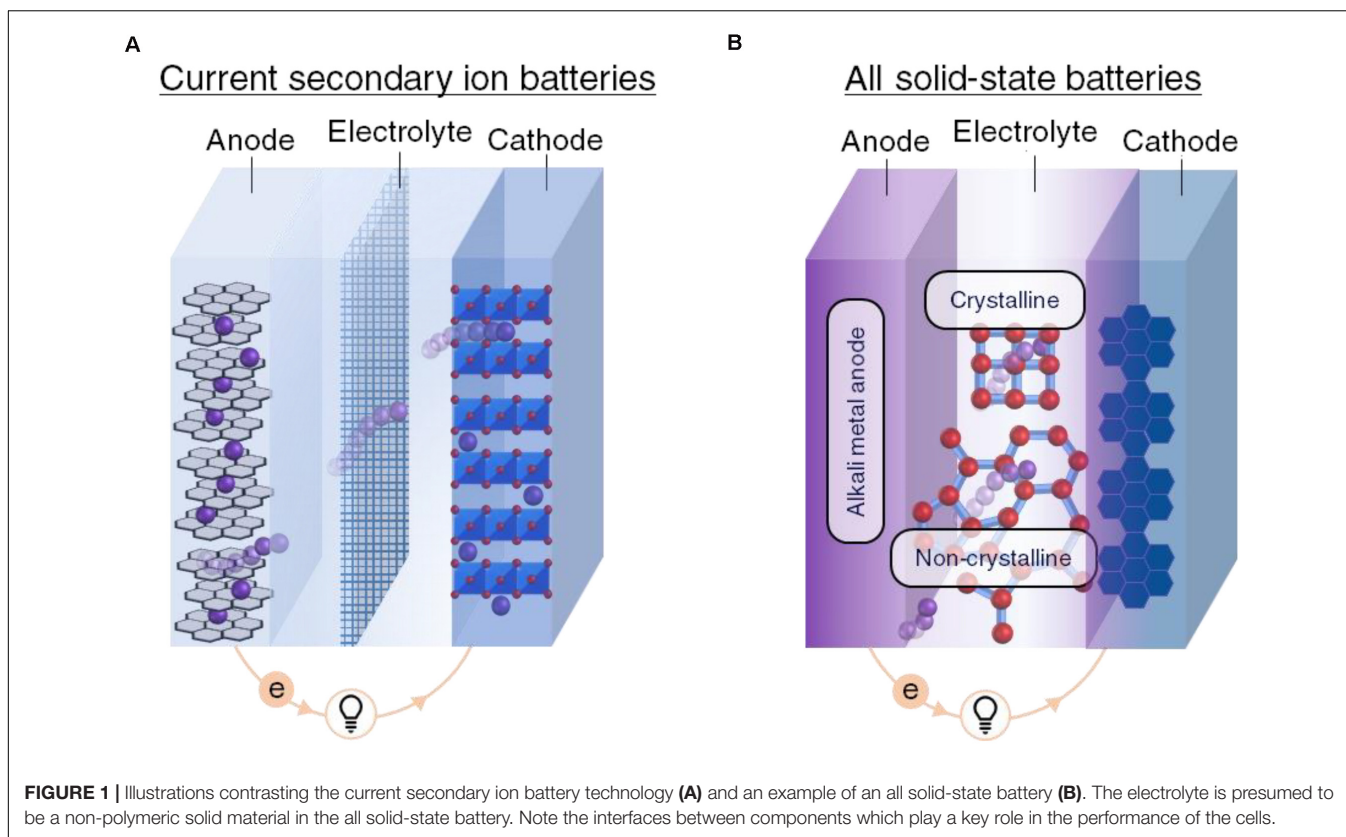 A
Current secondary ion batteries
Anode
Electrolyte
Cathode
e
B
All solid-state batteries
Anode
Electrolyte
Cathode
Crystalline
Alkali metal anode
Non-crystalline
e
FIGURE 1 | Illustrations contrasting the current secondary ion battery technology (A) and an example of an all solid-state battery (B). The electrolyte is presumed to
be a non-polymeric solid material in the all solid-state battery. Note the interfaces between components which play a key role in the performance of the cells.